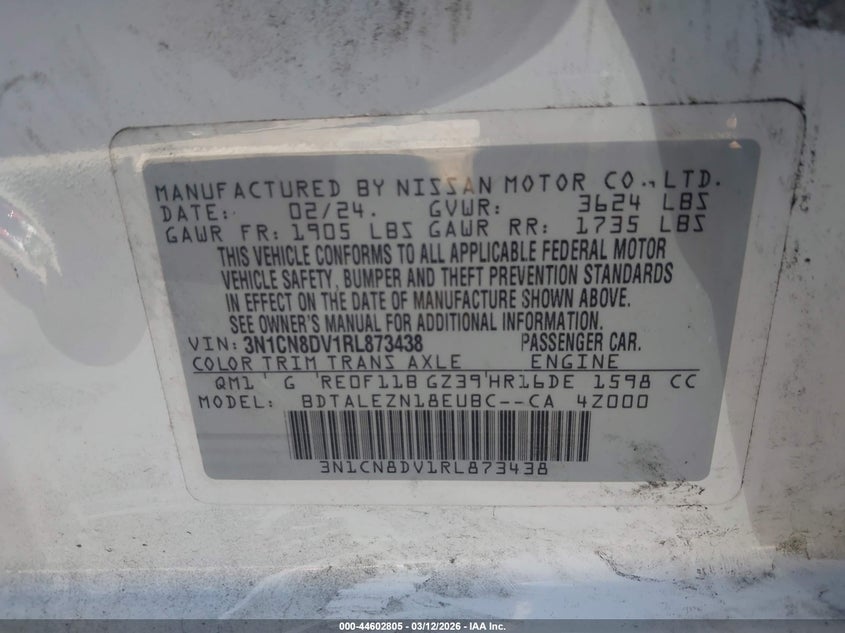 MANUFACTURED BY NISSAN MOTOR CO., LTD.
DATE: 02/24. GVWR: 3624 LBS
GAWR FR: 1905 LBS GAWR RR: 1735 LBS
THIS VEHICLE CONFORMS TO ALL APPLICABLE FEDERAL MOTOR
VEHICLE SAFETY, BUMPER AND THEFT PREVENTION STANDARDS
IN EFFECT ON THE DATE OF MANUFACTURE SHOWN ABOVE.
SEE OWNER'S MANUAL FOR ADDITIONAL INFORMATION.
VIN: 3N1CN8DV1RL873438 PASSENGER CAR.
COLOR TRIM TRANS AXLE ENGINE
QM1 G RE0F11B GZ39 HR16DE 1598 CC
MODEL: BDTALEZN18EUBC--CA 4Z000
3N1CN8DV1RL873438
000-44602805 - 03/12/2026 - IAA Inc.